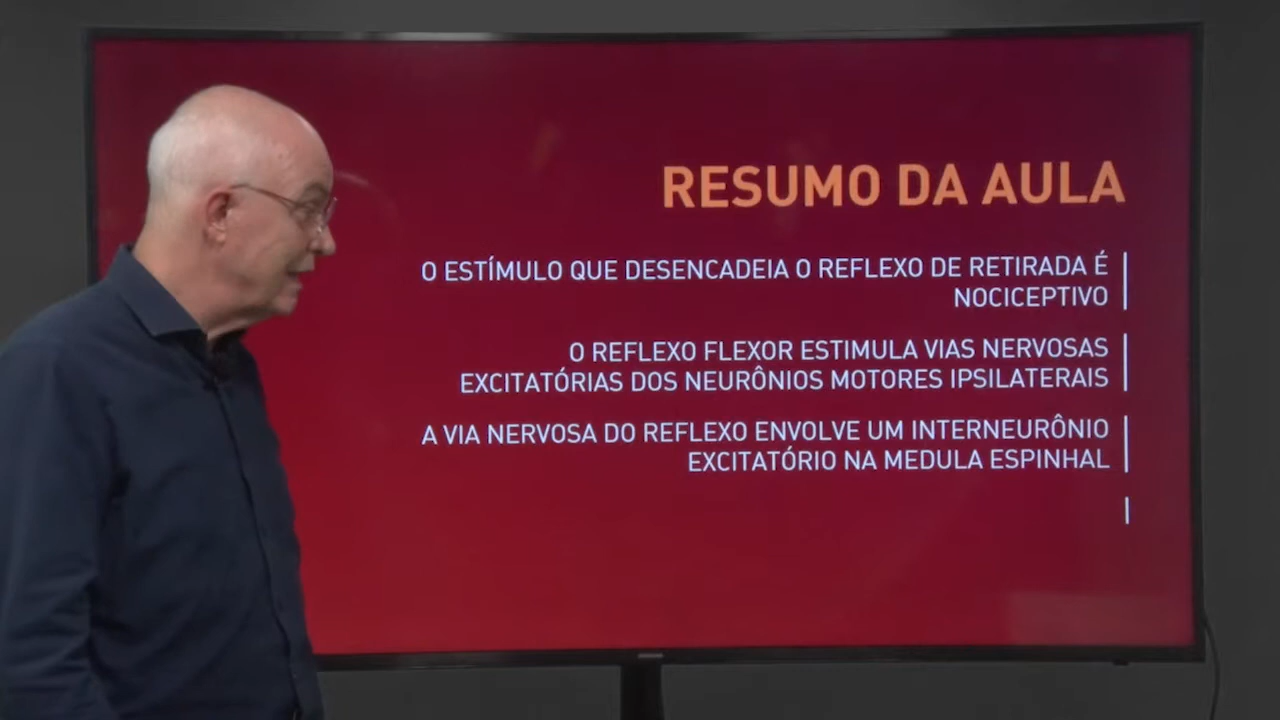 RESUMO DA AULA
O ESTÍMULO QUE DESENCADEIA O REFLEXO DE RETIRADA É
NOCICEPTIVO
O REFLEXO FLEXOR ESTIMULA VIAS NERVOSAS
EXCITATÓRIAS DOS NEURÔNIOS MOTORES IPSILATERAIS
A VIA NERVOSA DO REFLEXO ENVOLVE UM INTERNEURÔNIO
EXCITATÓRIO NA MEDULA ESPINHAL